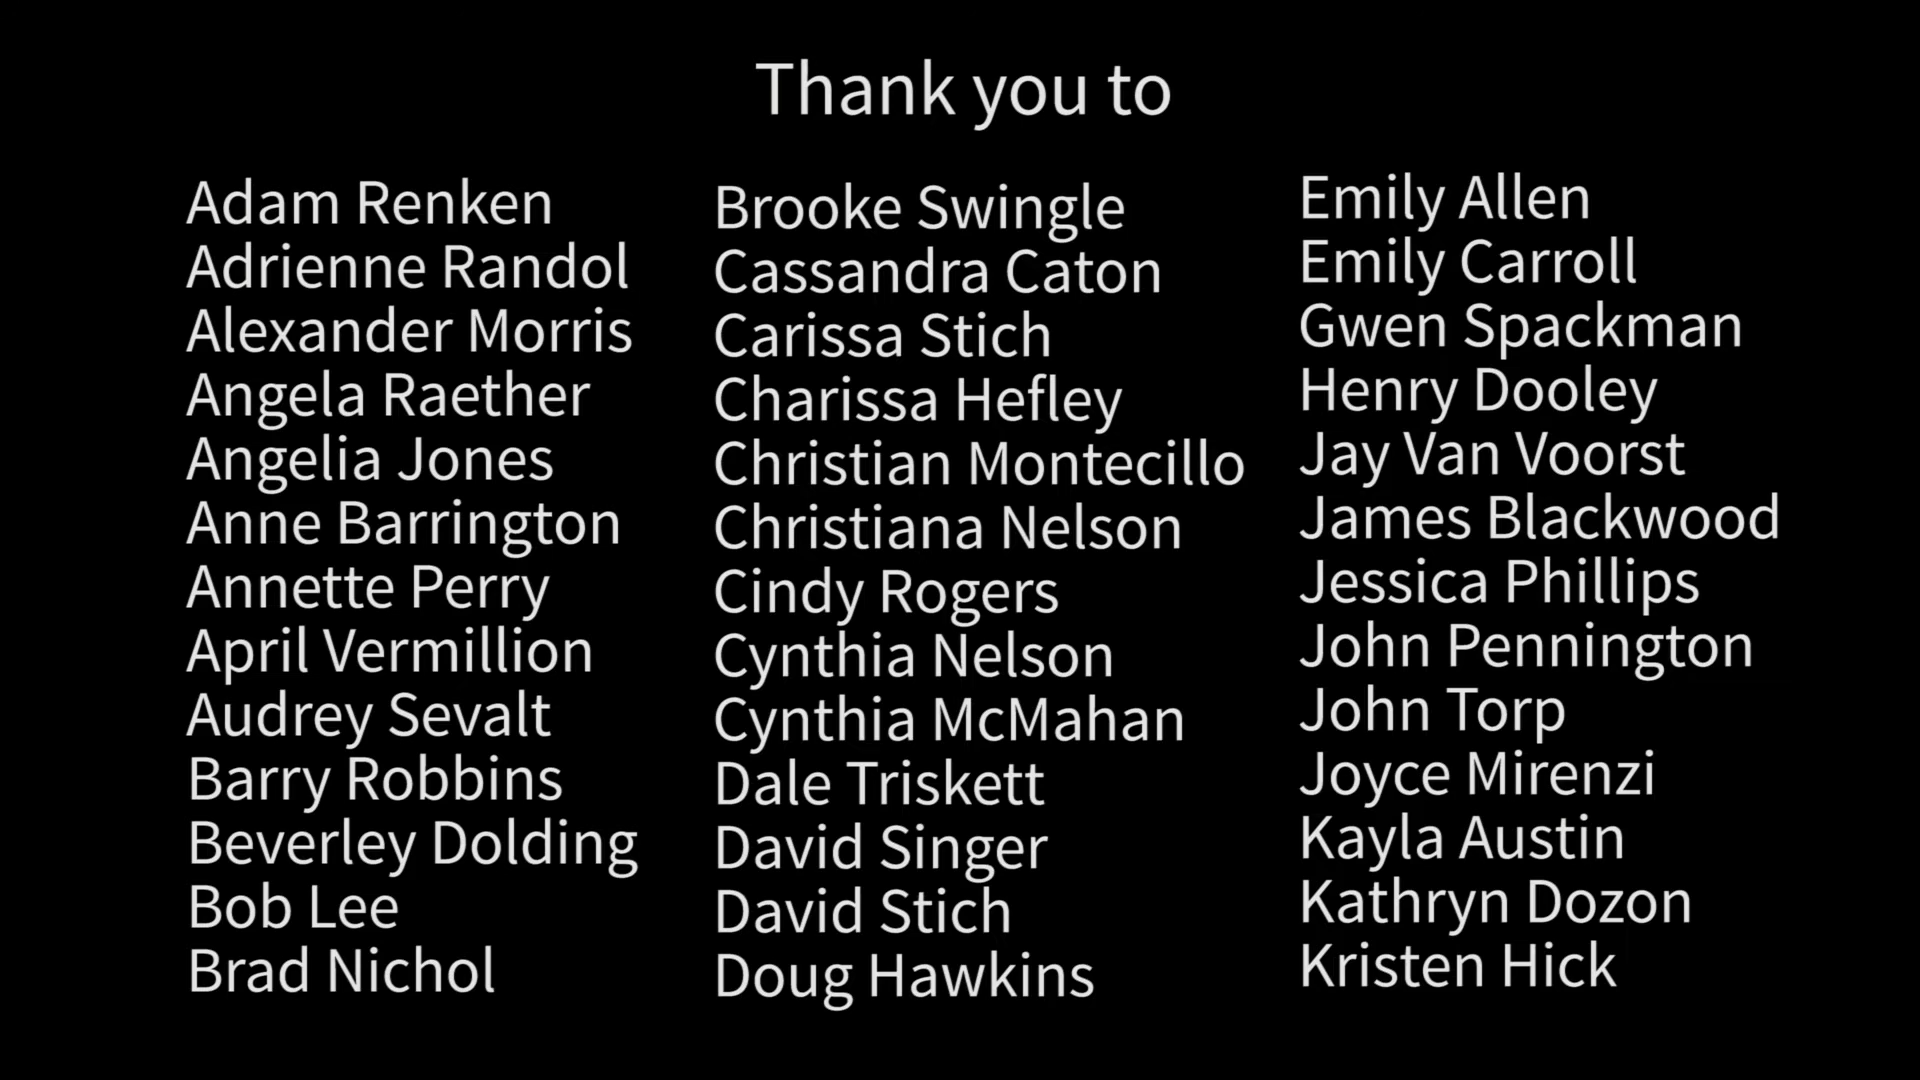 Thank you to
Adam Renken
Adrienne Randol
Alexander Morris
Angela Raether
Angelia Jones
Anne Barrington
Annette Perry
April Vermillion
Audrey Sevalt
Barry Robbins
Beverley Dolding
Bob Lee
Brad Nichol
Brooke Swingle
Cassandra Caton
Carissa Stich
Charissa Hefley
Christian Montecillo
Christiana Nelson
Cindy Rogers
Cynthia Nelson
Cynthia McMahan
Dale Triskett
David Singer
David Stich
Doug Hawkins
Emily Allen
Emily Carroll
Gwen Spackman
Henry Dooley
Jay Van Voorst
James Blackwood
Jessica Phillips
John Pennington
John Torp
Joyce Mirenzi
Kayla Austin
Kathryn Dozon
Kristen Hick